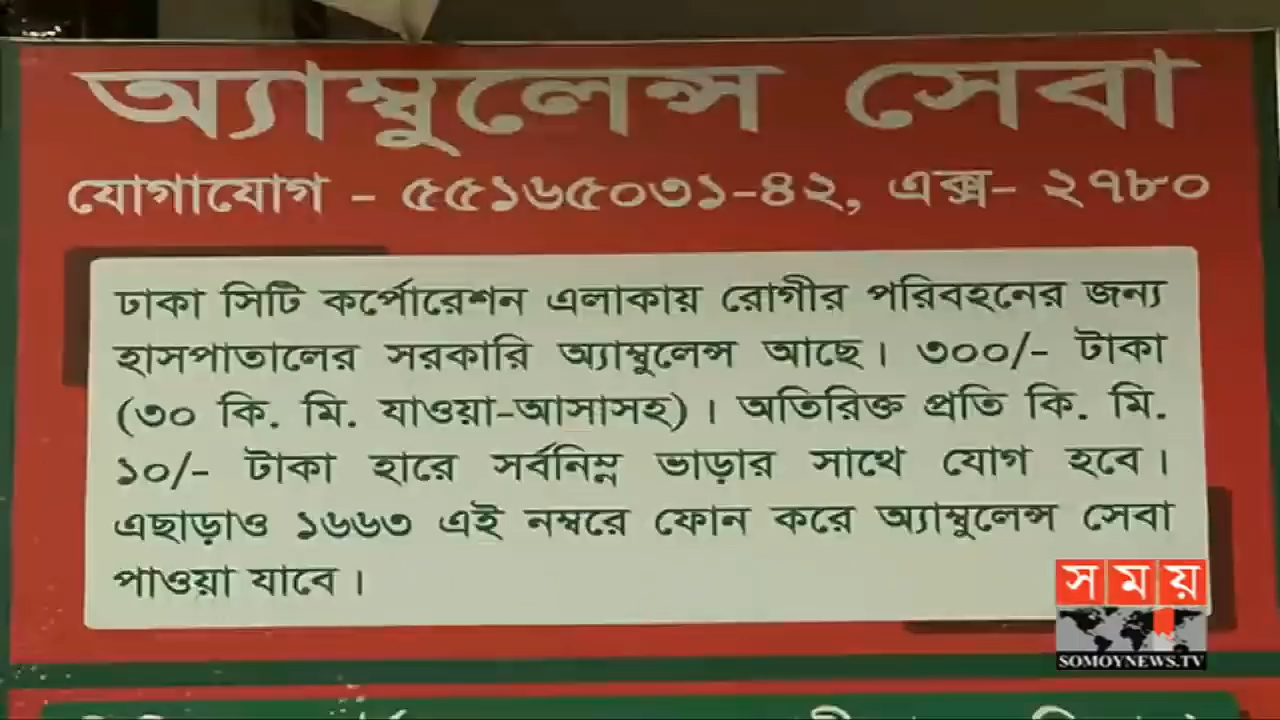 অ্যাম্বুলেন্স সেবা
যোগাযোগ - ৫৫১৬৫০৩১-৪২, এক্স- ২৭৮০
ঢাকা সিটি কর্পোরেশন এলাকায় রোগীর পরিবহনের জন্য
হাসপাতালের সরকারি অ্যাম্বুলেন্স আছে। ৩০০/- টাকা
(৩০ কি. মি. যাওয়া-আসাসহ)। অতিরিক্ত প্রতি কি. মি.
১০/- টাকা হারে সর্বনিম্ন ভাড়ার সাথে যোগ হবে।
এছাড়াও ১৬৬৩ এই নম্বরে ফোন করে অ্যাম্বুলেন্স সেবা
পাওয়া যাবে।
সময়
SOMOYNEWS.TV